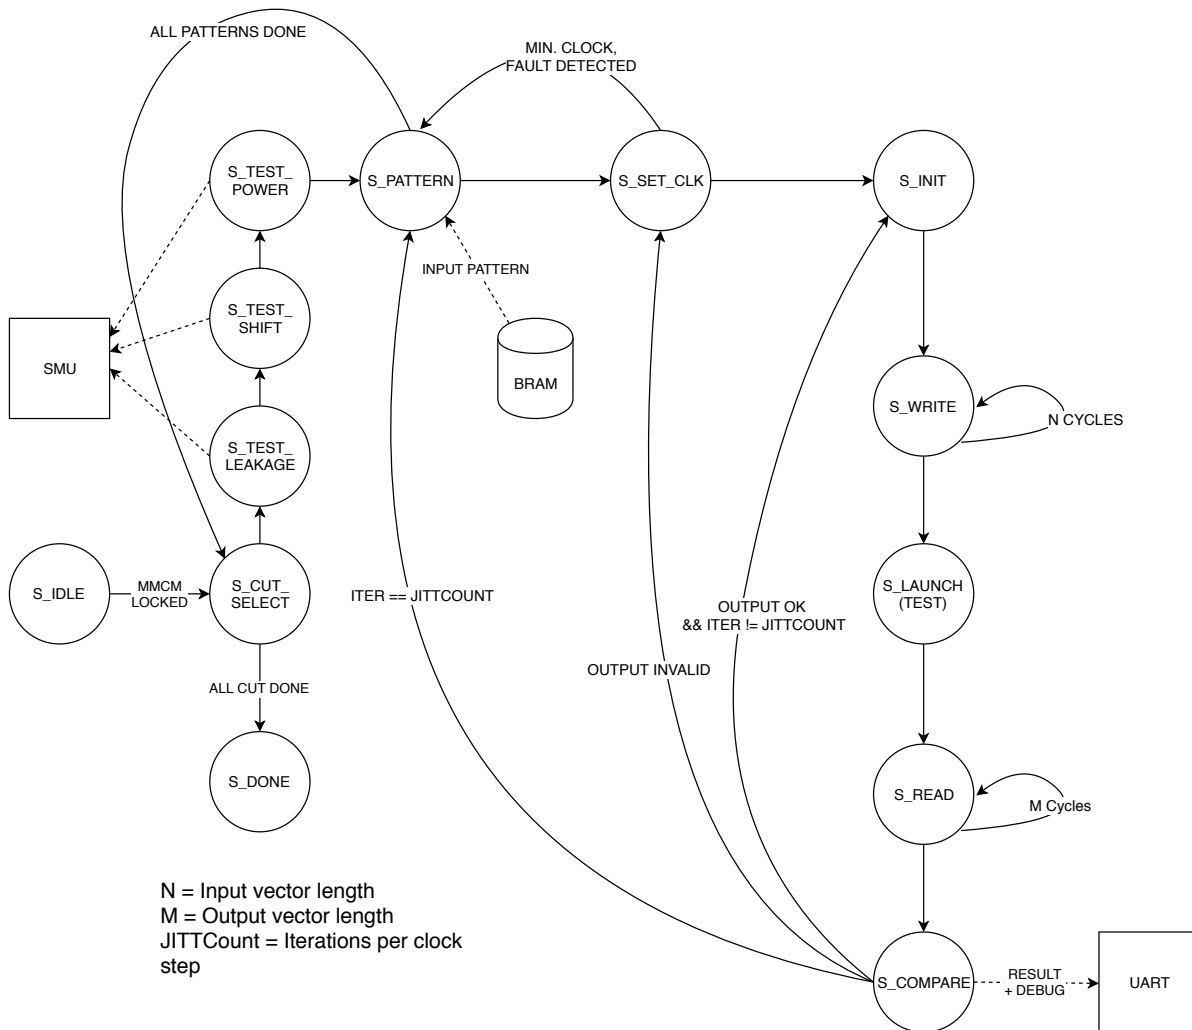 ALL PATTERNS DONE
MIN. CLOCK,
FAULT DETECTED
S_TEST_
POWER
S_PATTERN
S_SET_CLK
S_INIT
INPUT PATTERN
S_TEST_
SHIFT
SMU
BRAM
S_WRITE
N CYCLES
S_TEST_
LEAKAGE
S_IDLE
MMCM
LOCKED
S_CUT_
SELECT
ITER == JITTCOUNT
S_LAUNCH
(TEST)
OUTPUT OK
&& ITER != JITTCOUNT
OUTPUT INVALID
ALL CUT DONE
S_DONE
S_READ
M Cycles
N = Input vector length
M = Output vector length
JITTCount = Iterations per clock
step
S_COMPARE
RESULT
+ DEBUG
UART